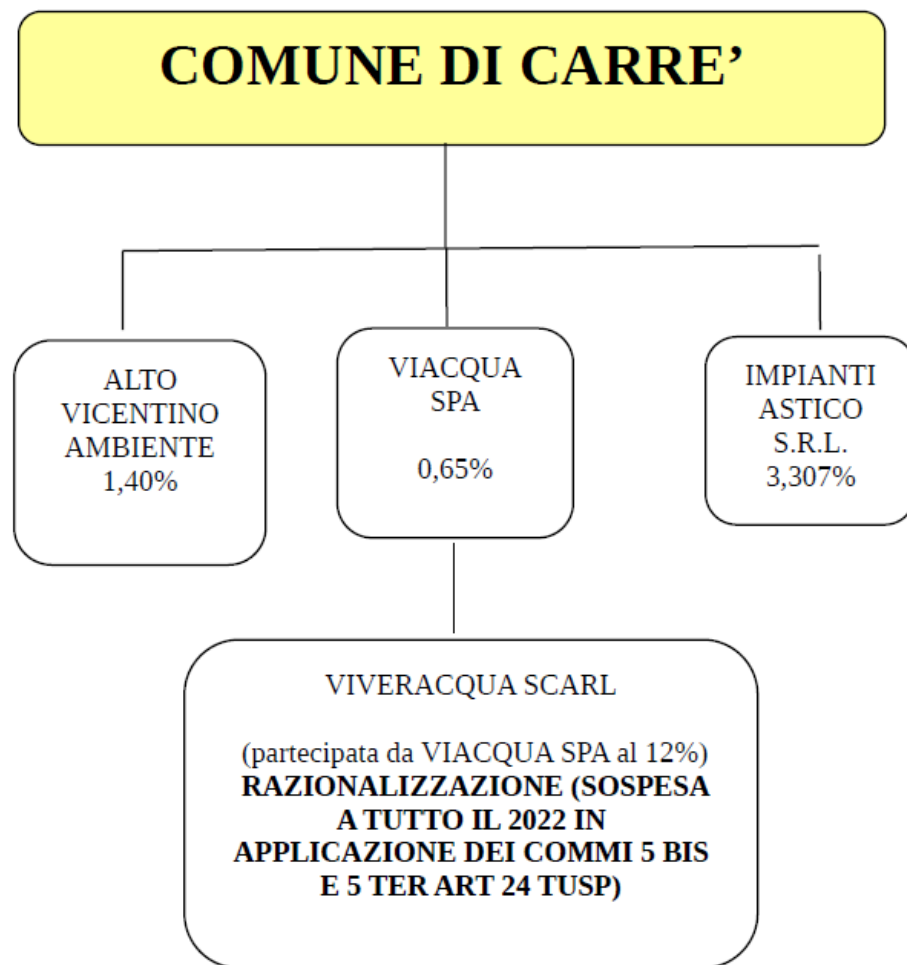 COMUNE DI CARRE’
ALTO
VICENTINO
AMBIENTE
1,40%
VIACQUA
SPA
0,65%
IMPIANTI
ASTICO
S.R.L.
3,307%
VIVERACQUA SCARL
(partecipata da VIACQUA SPA al 12%)
RAZIONALIZZAZIONE (SOSPESA
A TUTTO IL 2022 IN
APPLICAZIONE DEI COMMI 5 BIS
E 5 TER ART 24 TUSP)